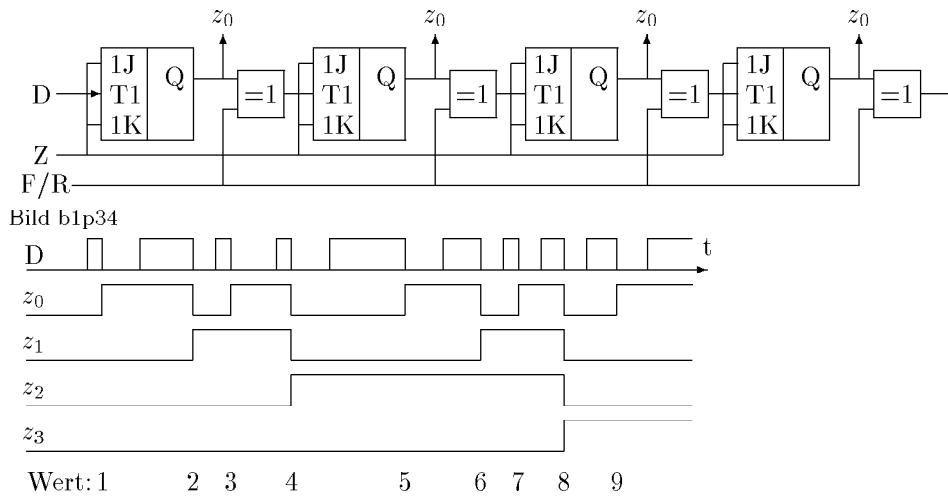 z0 z0 z0 z0
1J 1J 1J 1J
Q Q Q Q
D T1 =1 T1 =1 T1 =1 T1 =1
1K 1K 1K 1K
Z
F/R
Bild b1p34
D t
z0
z1
z2
z3
Wert: 1 2 3 4 5 6 7 8 9